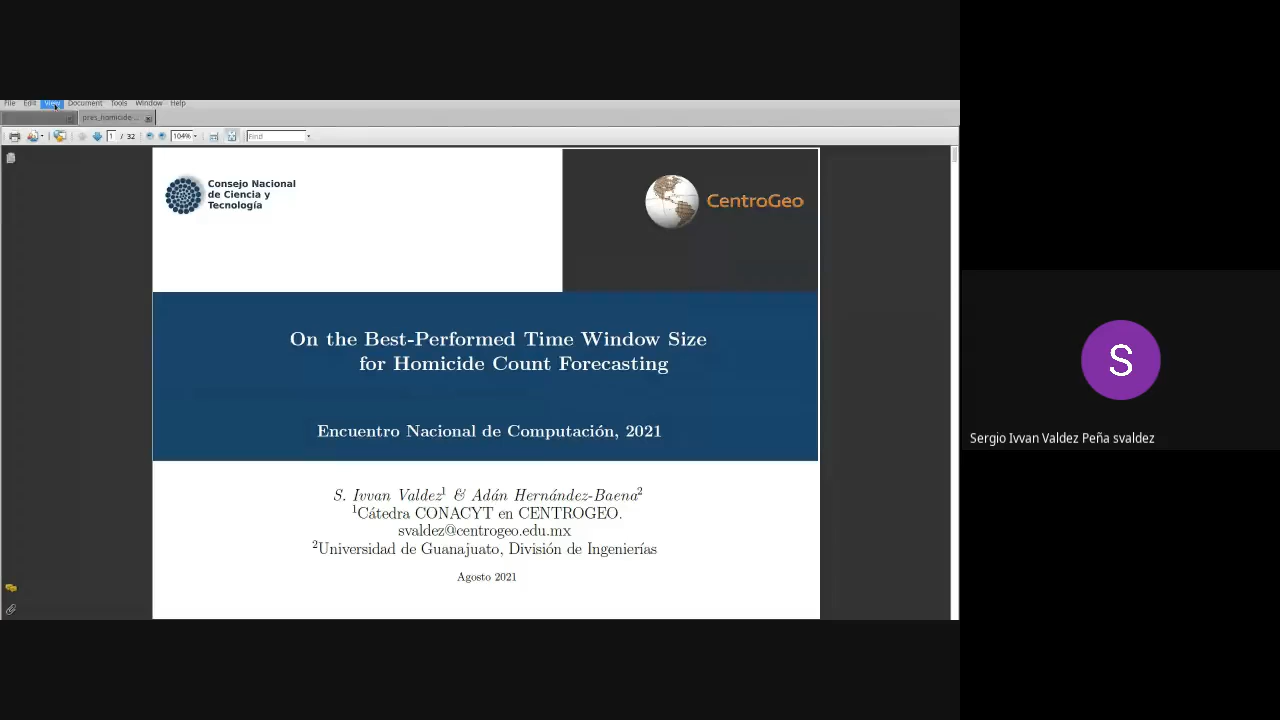 File Edit View Document Tools Window Help
pres_homicide-...
1 / 32 104% Find
Consejo Nacional
de Ciencia y
Tecnología
CentroGeo
On the Best-Performed Time Window Size
for Homicide Count Forecasting
Encuentro Nacional de Computación, 2021
S. Ivvan Valdez1 & Adán Hernández-Baena2
1Cátedra CONACYT en CENTROGEO.
svaldez@centrogeo.edu.mx
2Universidad de Guanajuato, División de Ingenierías
Agosto 2021
S
Sergio Ivvan Valdez Peña svaldez